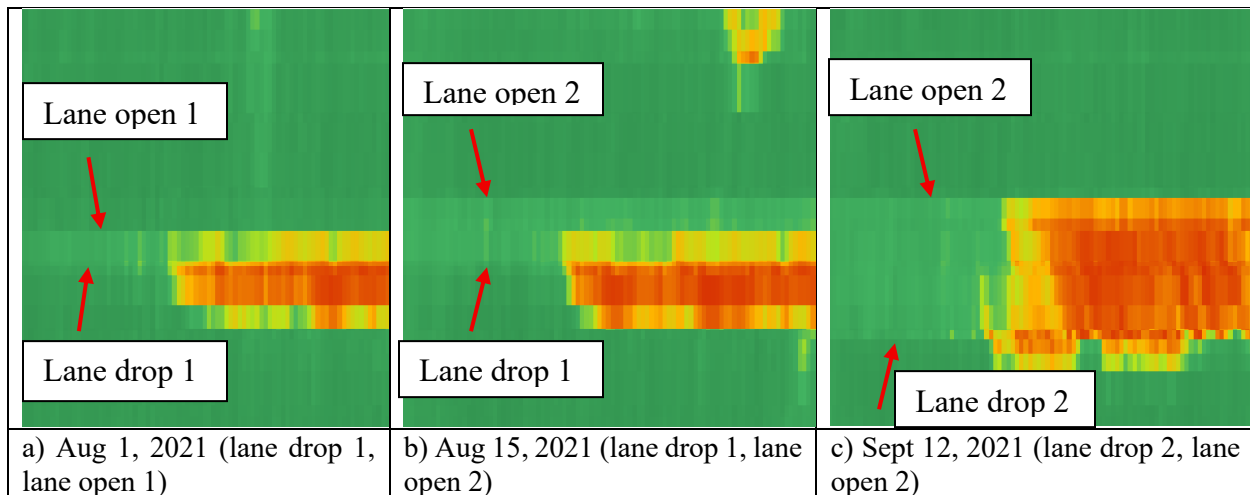 Lane open 1
Lane drop 1
Lane open 2
Lane drop 1
Lane open 2
Lane drop 2
a) Aug 1, 2021 (lane drop 1,
lane open 1)
b) Aug 15, 2021 (lane drop 1, lane
open 2)
c) Sept 12, 2021 (lane drop 2, lane
open 2)